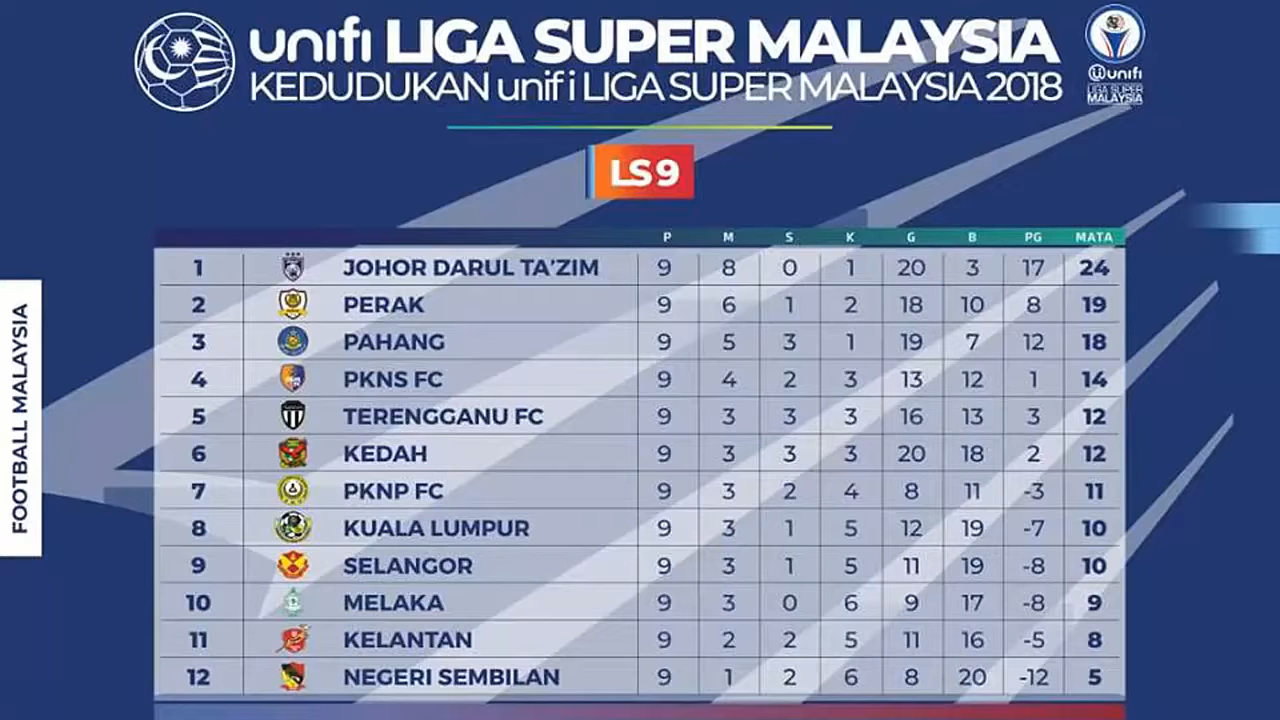 unifi LIGA SUPER MALAYSIA
KEDUDUKAN unifi LIGA SUPER MALAYSIA 2018
unifi
LIGA SUPER
MALAYSIA
LS9
P M S K G B PG MATA
1 JOHOR DARUL TA'ZIM 9 8 0 1 20 3 17 24
2 PERAK 9 6 1 2 18 10 8 19
3 PAHANG 9 5 3 1 19 7 12 18
4 PKNS FC 9 4 2 3 13 12 1 14
5 TERENGGANU FC 9 3 3 3 16 13 3 12
6 KEDAH 9 3 3 3 20 18 2 12
7 PKNP FC 9 3 2 4 8 11 -3 11
8 KUALA LUMPUR 9 3 1 5 12 19 -7 10
9 SELANGOR 9 3 1 5 11 19 -8 10
10 MELAKA 9 3 0 6 9 17 -8 9
11 KELANTAN 9 2 2 5 11 16 -5 8
12 NEGERI SEMBILAN 9 1 2 6 8 20 -12 5
FOOTBALL MALAYSIA